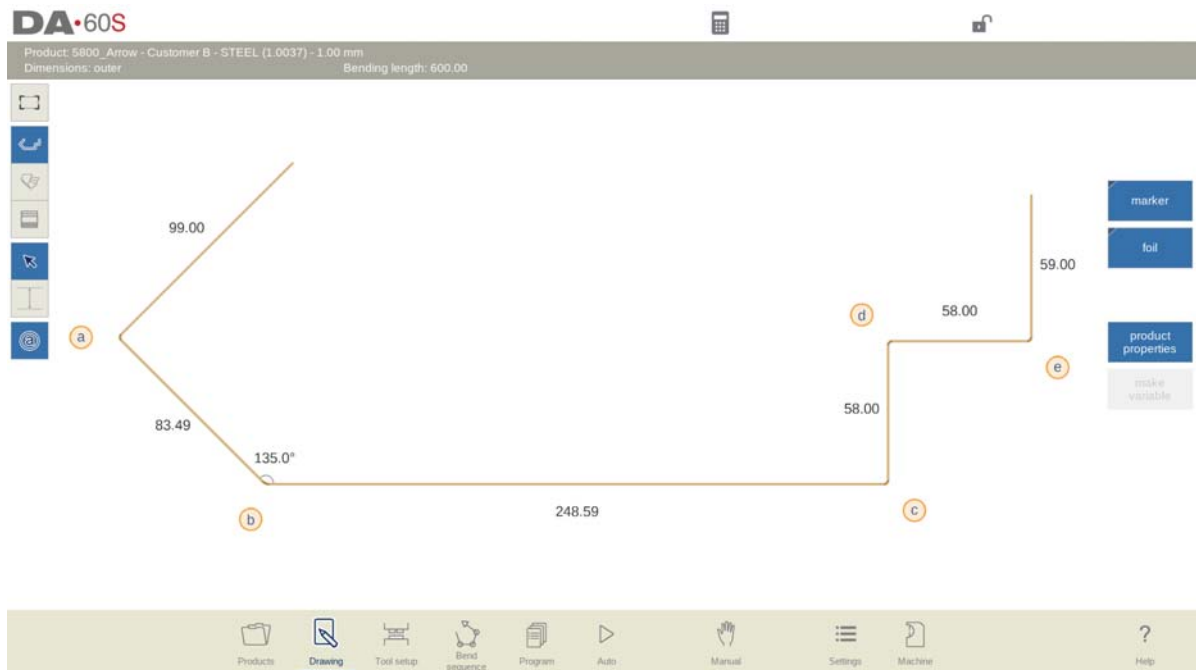 DA•60S
Product: 5800_Arrow - Customer B - STEEL (1.0037) - 1.00 mm
Dimensions: outer Bending length: 600.00
99.00
marker
foil
59.00
58.00
d
a
a
product
properties
e
make
variable
58.00
83.49
135.0°
248.59
b
c
Products
Drawing
Tool setup
Bend
sequence
Program
Auto
Manual
Settings
Machine
?
Help